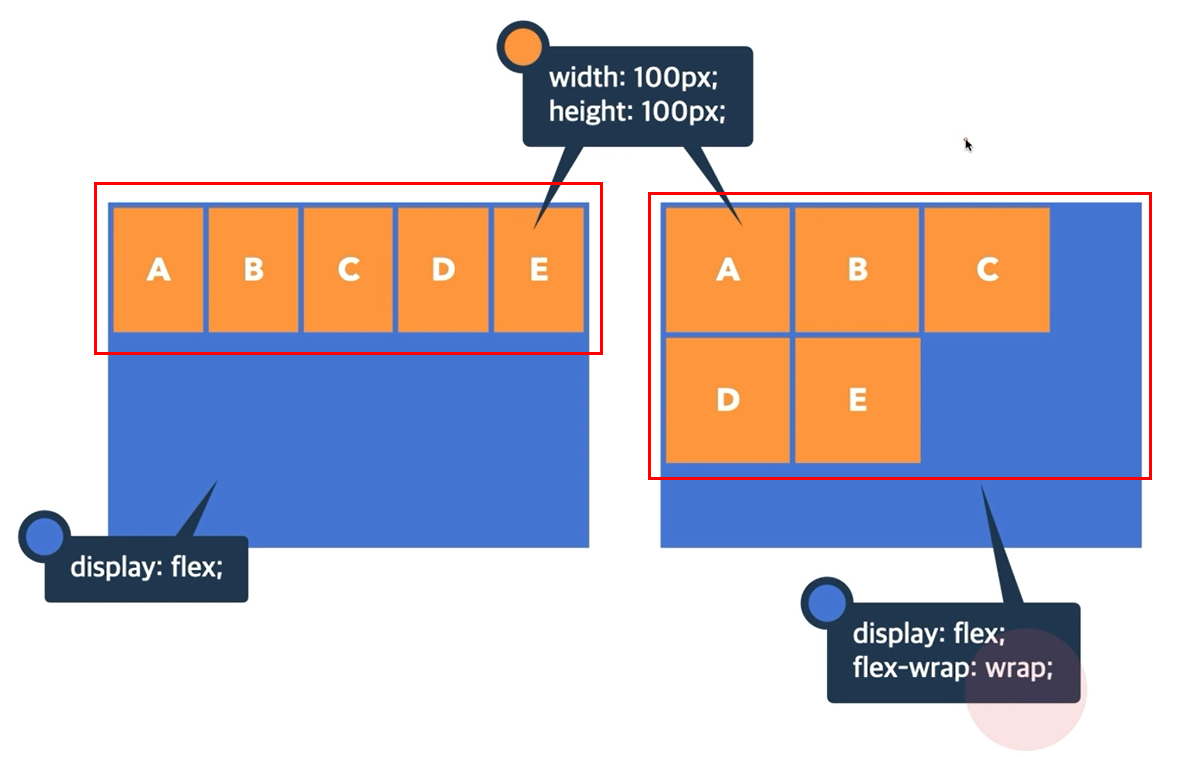 width: 100px;
height: 100px;
A B C D E
A B C
D E
display: flex;
display: flex;
flex-wrap: wrap;